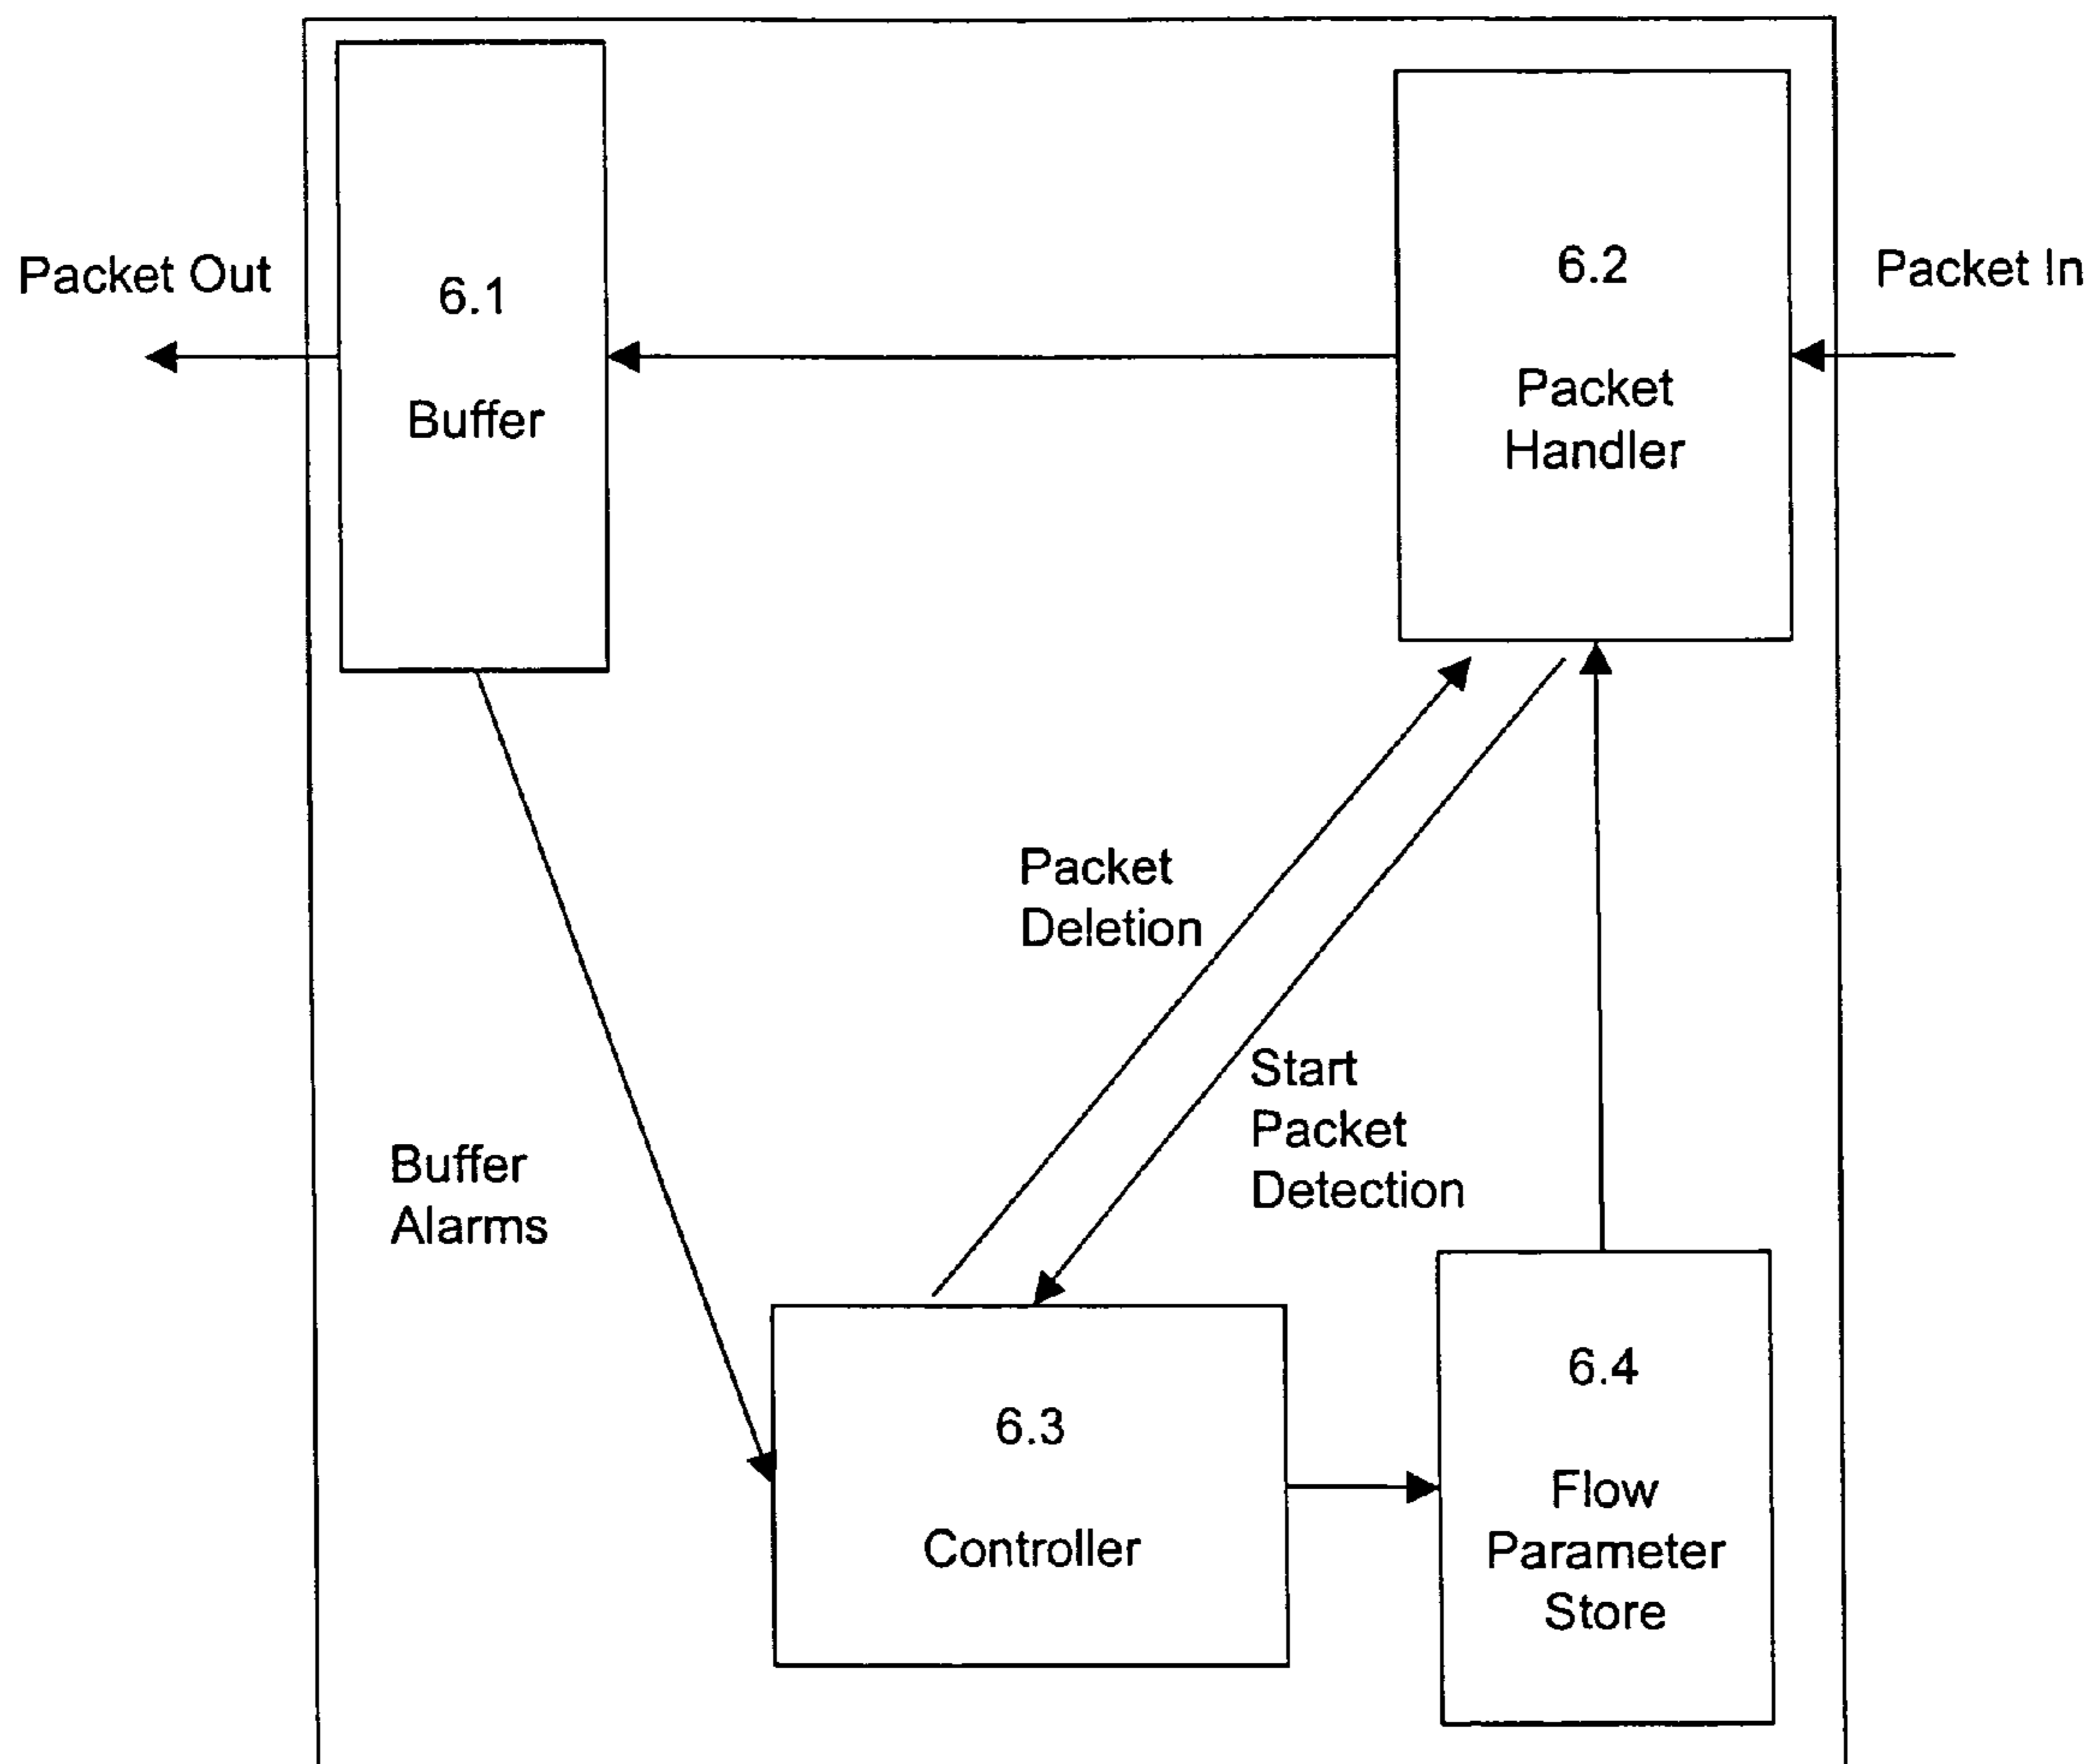 Packet Out
6.1
Buffer
6.2
Packet
Handler
Packet In
Packet
Deletion
Start
Packet
Detection
Buffer
Alarms
6.3
Controller
6.4
Flow
Parameter
Store